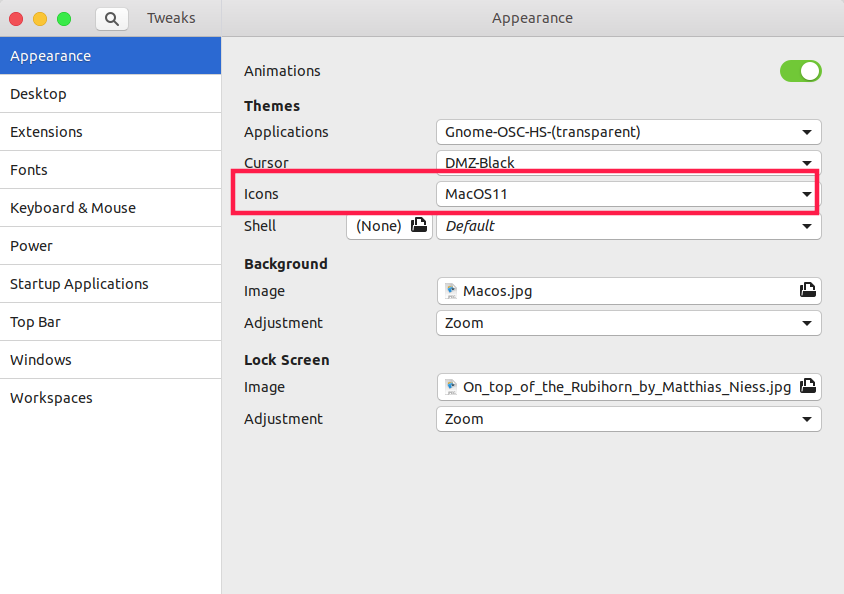 Tweaks
Appearance
Appearance
Desktop
Extensions
Fonts
Keyboard & Mouse
Power
Startup Applications
Top Bar
Windows
Workspaces
Animations
Themes
Applications Gnome-OSC-HS-(transparent)
Cursor DMZ-Black
Icons MacOS11
Shell (None) Default
Background
Image Macos.jpg
Adjustment Zoom
Lock Screen
Image On_top_of_the_Rubihorn_by_Matthias_Niess.jpg
Adjustment Zoom